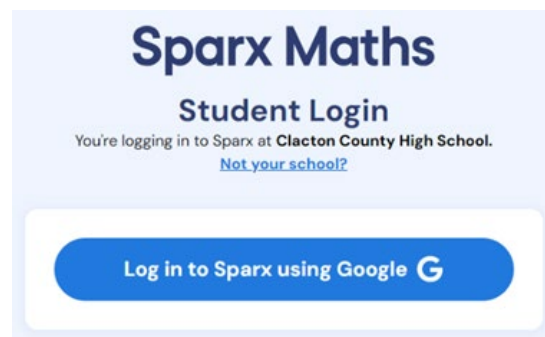 Sparx Maths
Student Login
You're logging in to Sparx at Clacton County High School.
Not your school?
Log in to Sparx using Google G